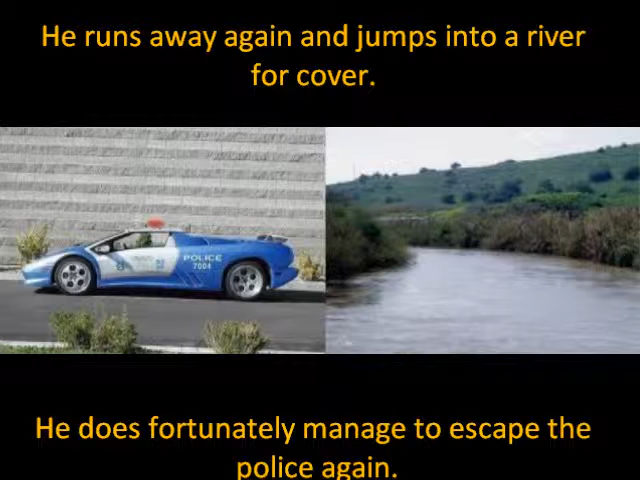 He runs away again and jumps into a river
for cover.
POLICE
7004
He does fortunately manage to escape the
police again.